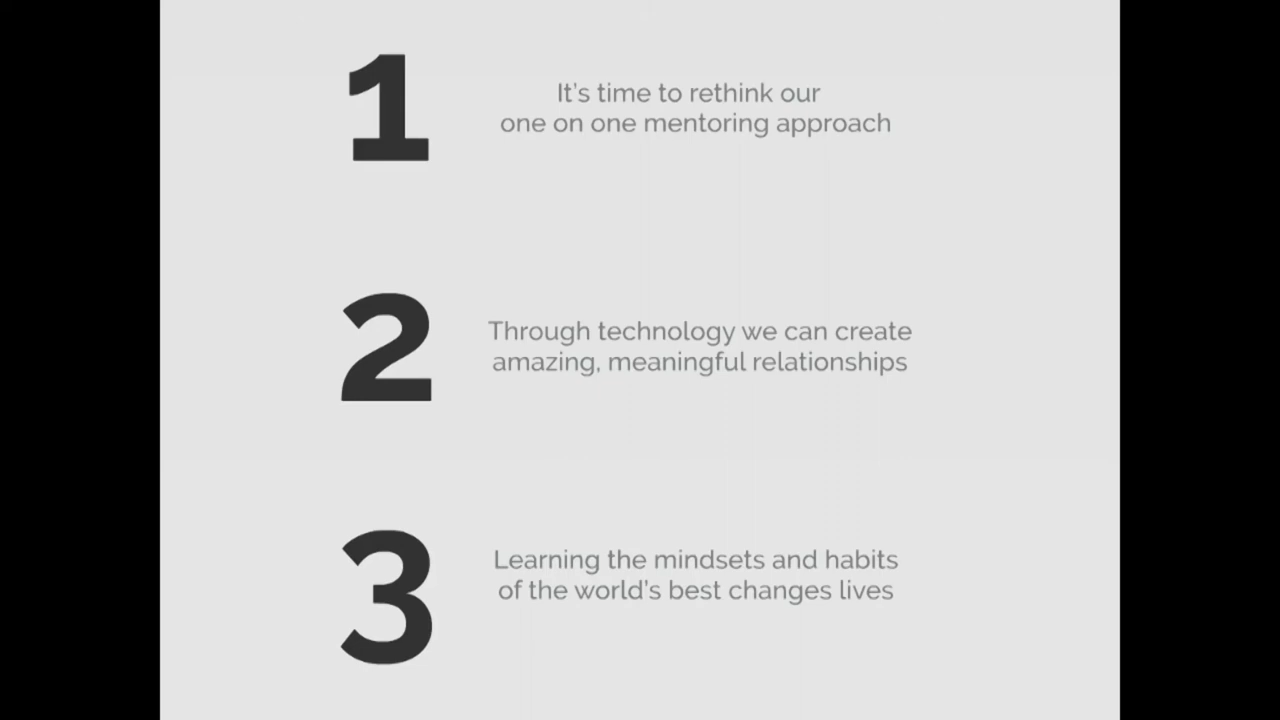 1
It's time to rethink our
one on one mentoring approach
2
Through technology we can create
amazing, meaningful relationships
3
Learning the mindsets and habits
of the world's best changes lives